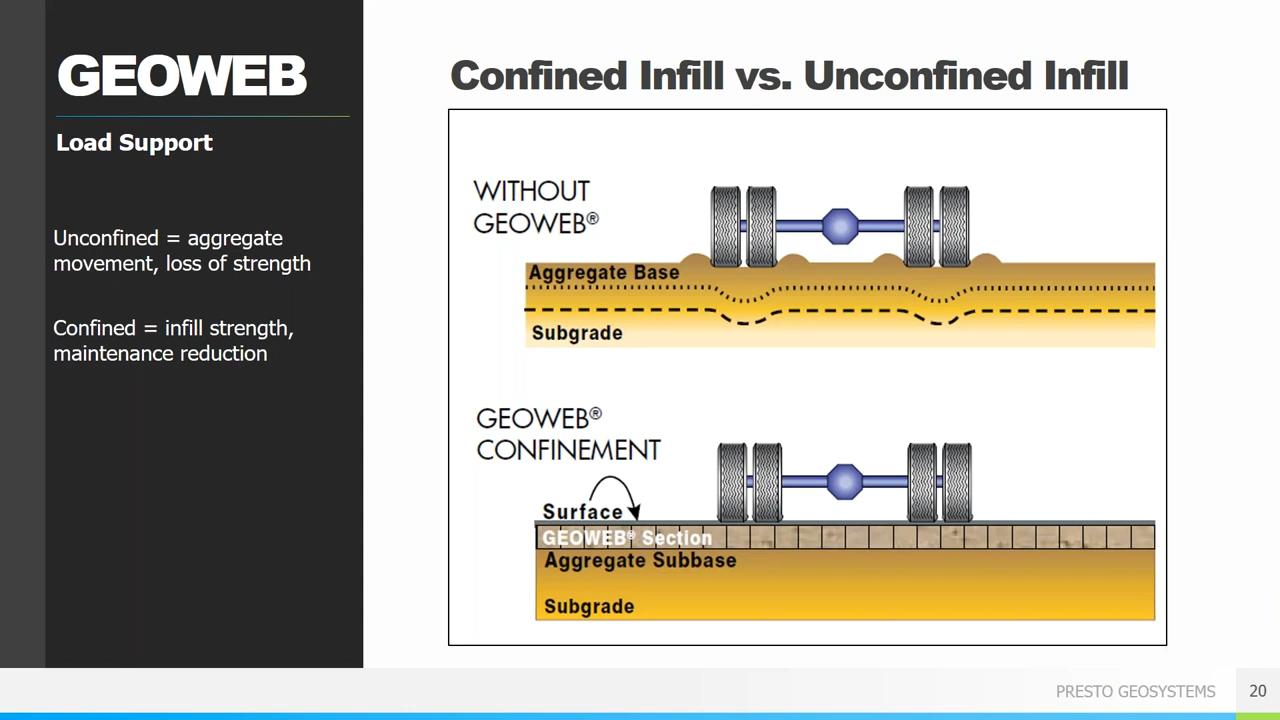 GEOWEB
Load Support
Unconfined = aggregate
movement, loss of strength
Confined = infill strength,
maintenance reduction
Confined Infill vs. Unconfined Infill
WITHOUT
GEOWEB®
Aggregate Base
Subgrade
GEOWEB®
CONFINEMENT
Surface
GEOWEB® Section
Aggregate Subbase
Subgrade
PRESTO GEOSYSTEMS
20